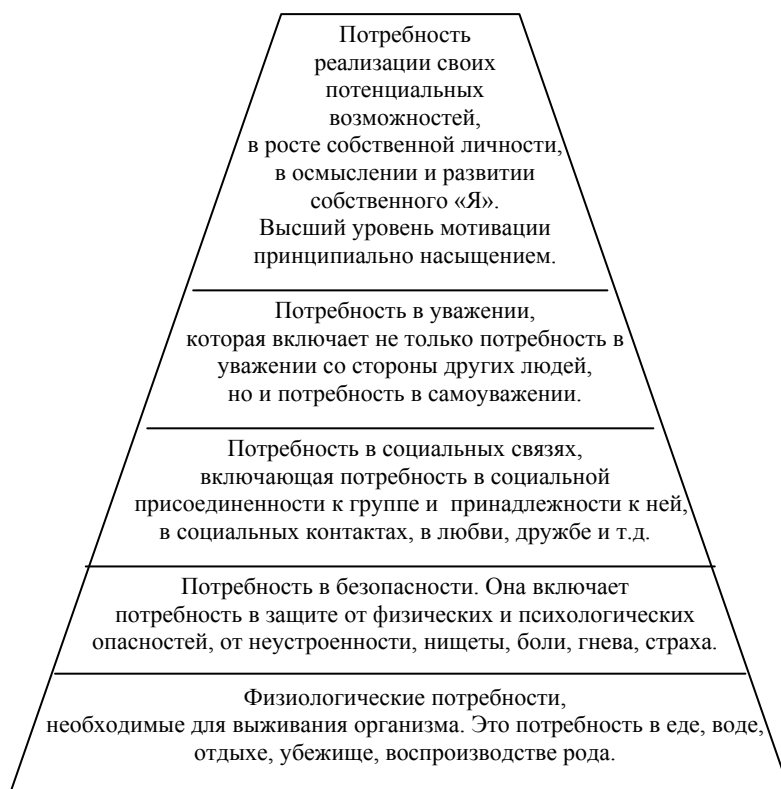 Потребность
реализации своих
потенциальных
возможностей,
в росте собственной личности,
в осмыслении и развитии
собственного «Я».
Высший уровень мотивации
принципиально насыщением.
Потребность в уважении,
которая включает не только потребность в
уважении со стороны других людей,
но и потребность в самоуважении.
Потребность в социальных связях,
включающая потребность в социальной
присоединенности к группе и принадлежности к ней,
в социальных контактах, в любви, дружбе и т.д.
Потребность в безопасности. Она включает
потребность в защите от физических и психологических
опасностей, от неустроенности, нищеты, боли, гнева, страха.
Физиологические потребности,
необходимые для выживания организма. Это потребность в еде, воде,
отдыхе, убежище, воспроизводстве рода.